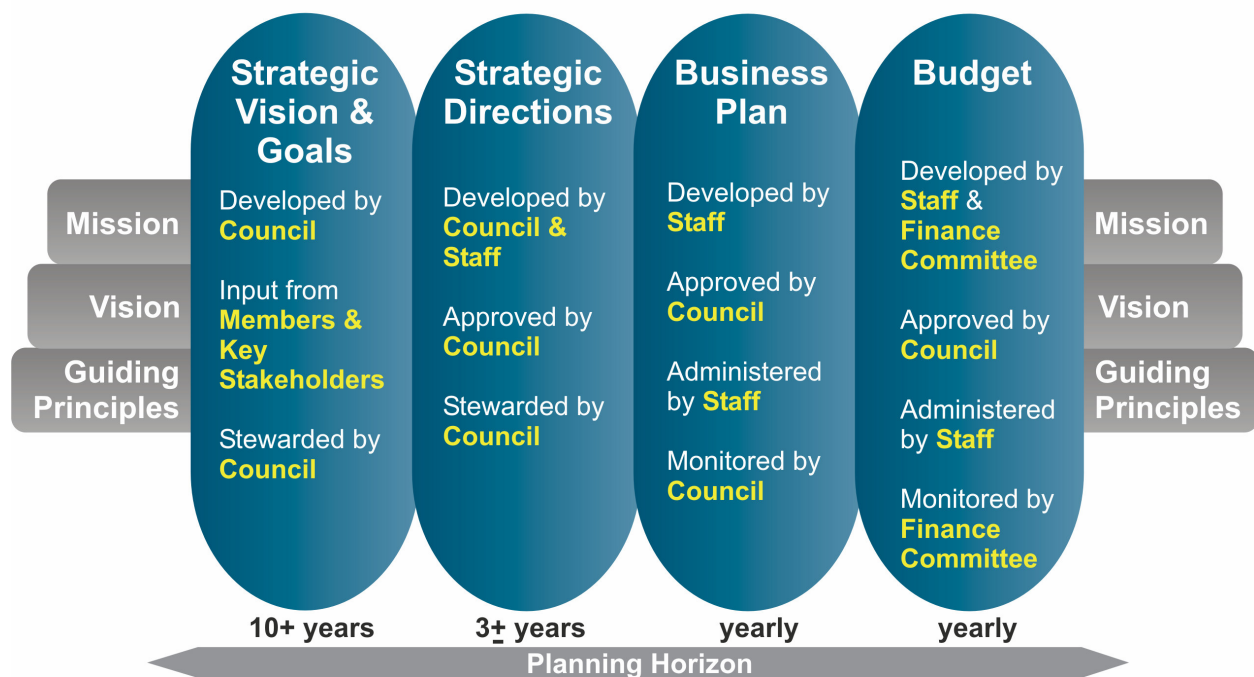 Mission
Vision
Guiding
Principles
Strategic
Vision &
Goals
Developed by
Council
Input from
Members &
Key
Stakeholders
Stewarded by
Council
10+ years
Strategic
Directions
Developed by
Council &
Staff
Approved by
Council
Stewarded by
Council
3± years
Business
Plan
Developed by
Staff
Approved by
Council
Administered
by Staff
Monitored by
Council
yearly
Budget
Developed by
Staff &
Finance
Committee
Approved by
Council
Administered
by Staff
Monitored by
Finance
Committee
yearly
Mission
Vision
Guiding
Principles
Planning Horizon